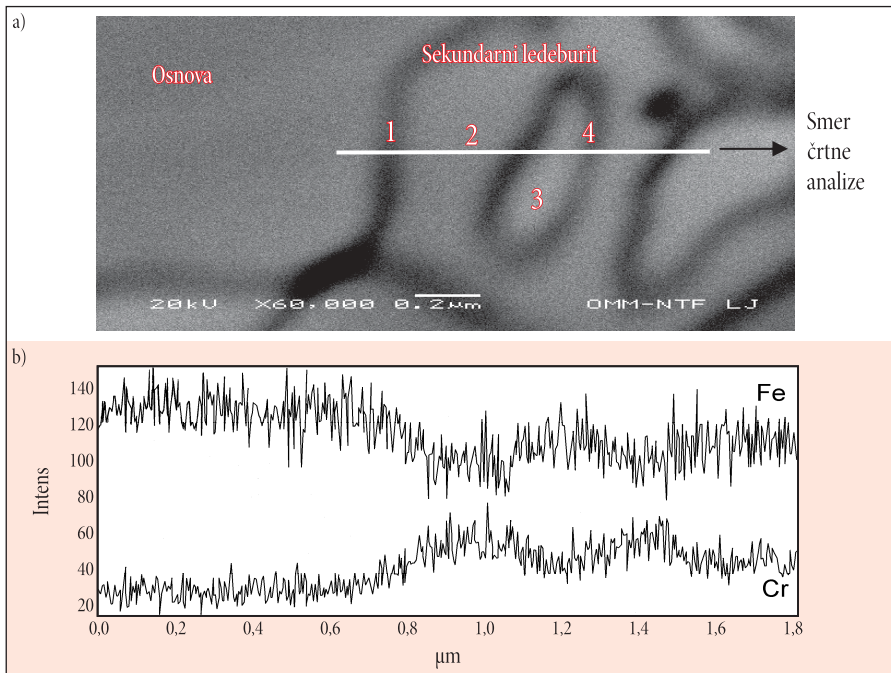 a)
Osnova
Sekundarni ledeburit
1
2
4
3
Smer
črtne
analize
20kV X60,000 0.2µm OMM-NTF LJ
b)
Intens
140
120
100
80
60
40
20
Fe
Cr
0,0 0,2 0,4 0,6 0,8 1,0 1,2 1,4 1,6 1,8
µm